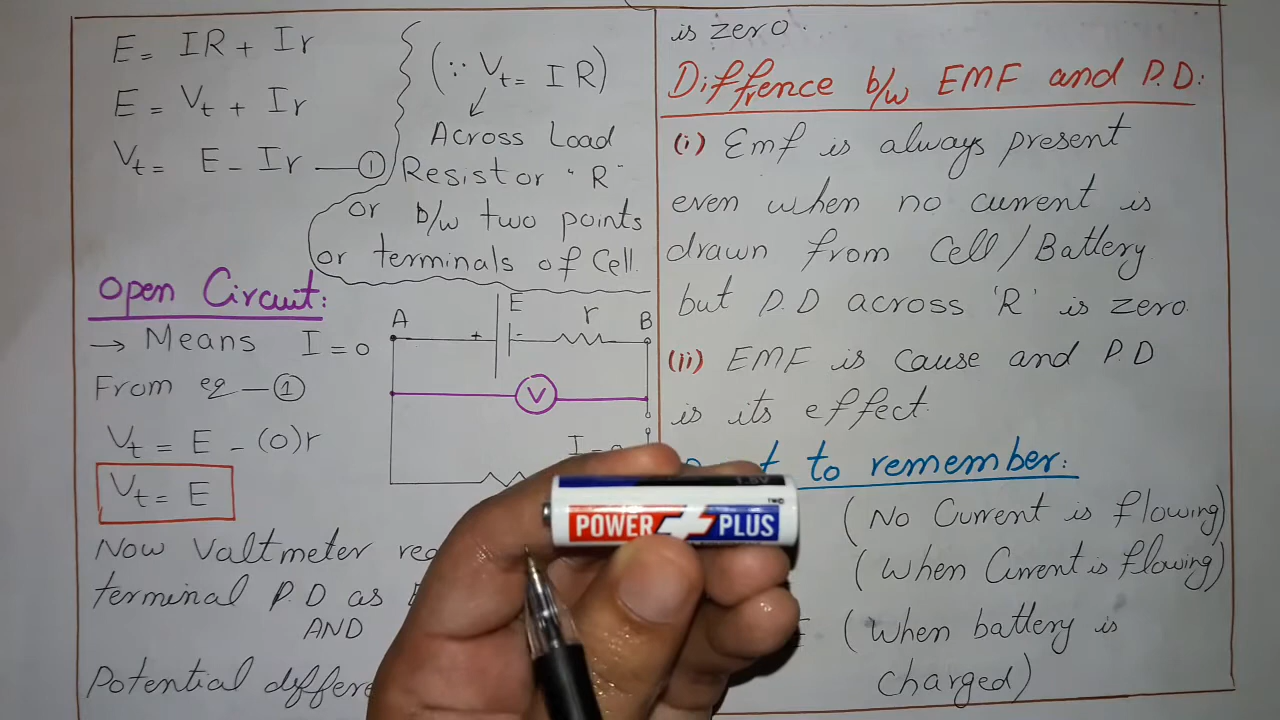 E = IR + Ir
E = Vt + Ir
Vt = E - Ir — ①
(∵ Vt = IR)
Across Load
Resistor "R"
or b/w two points
or terminals of Cell.
Open Circuit:
→ Means I = 0
From eq — ①
Vt = E - (0)r
Vt = E
Now Valtmeter
terminal P.D as
AND
Potential
A
E
r
B
+
-
V
is zero.
Diffrence b/w EMF and P.D:
(i) Emf is always present
even when no current is
drawn from Cell/Battery
but P.D across 'R' is zero.
(ii) EMF is cause and P.D
is its effect.
to remember:
(No Current is flowing)
(When Current is flowing)
(When battery is
charged)
POWER PLUS